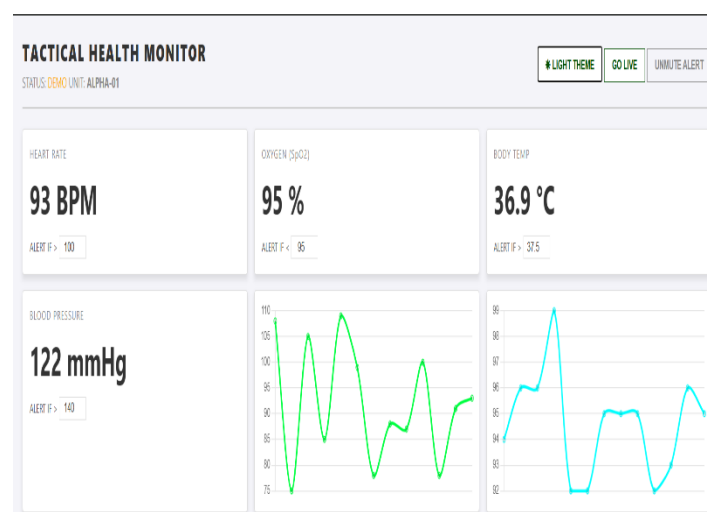 TACTICAL HEALTH MONITOR
STATUS: DEMO UNIT: ALPHA-01
☀ LIGHT THEME
GO LIVE
UNMUTE ALERT
HEART RATE
93 BPM
ALERT IF > 100
OXYGEN (SpO2)
95 %
ALERT IF < 95
BODY TEMP
36.9 °C
ALERT IF > 37.5
BLOOD PRESSURE
122 mmHg
ALERT IF > 140
110
105
100
95
90
85
80
75
99
98
97
96
95
94
93
92